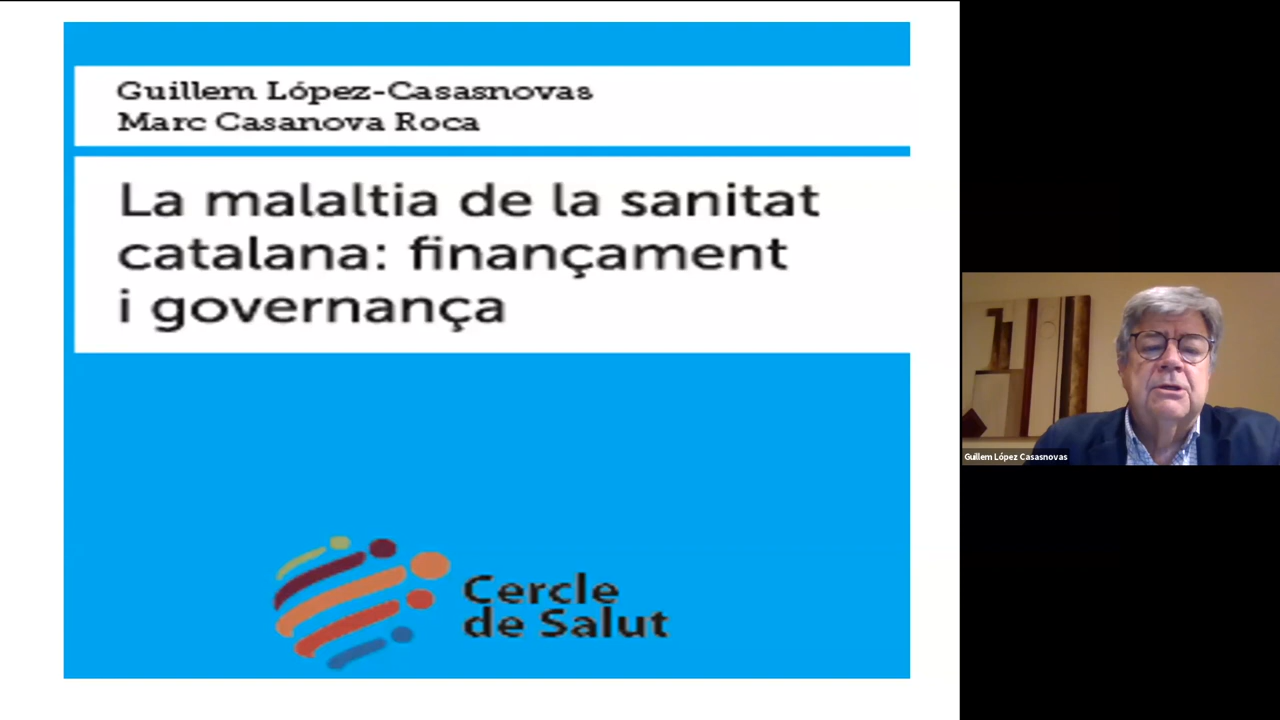 Guillem López-Casasnovas
Marc Casanova Roca
La malaltia de la sanitat
catalana: finançament
i governança
Cercle
de Salut
Guillem López Casasnovas